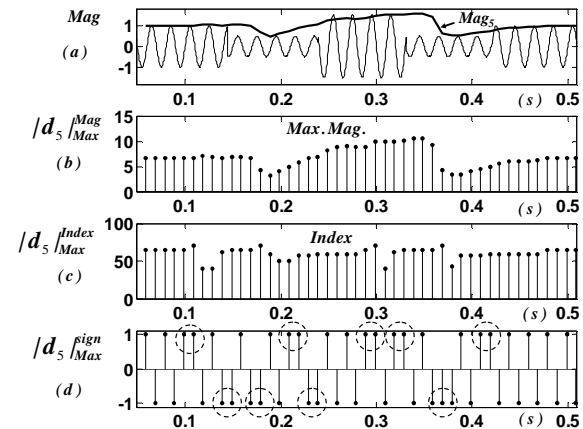 Mag
(a)
1
0
-1
Mag5
0.1 0.2 0.3 0.4 (s) 0.5
|d5|Mag Max
(b)
15
10
5
0
Max.Mag.
0.1 0.2 0.3 0.4 (s) 0.5
|d5|Index Max
(c)
100
50
0
Index
0.1 0.2 0.3 0.4 (s) 0.5
|d5|sign Max
(d)
1
0
-1
0.1 0.2 0.3 0.4 (s) 0.5